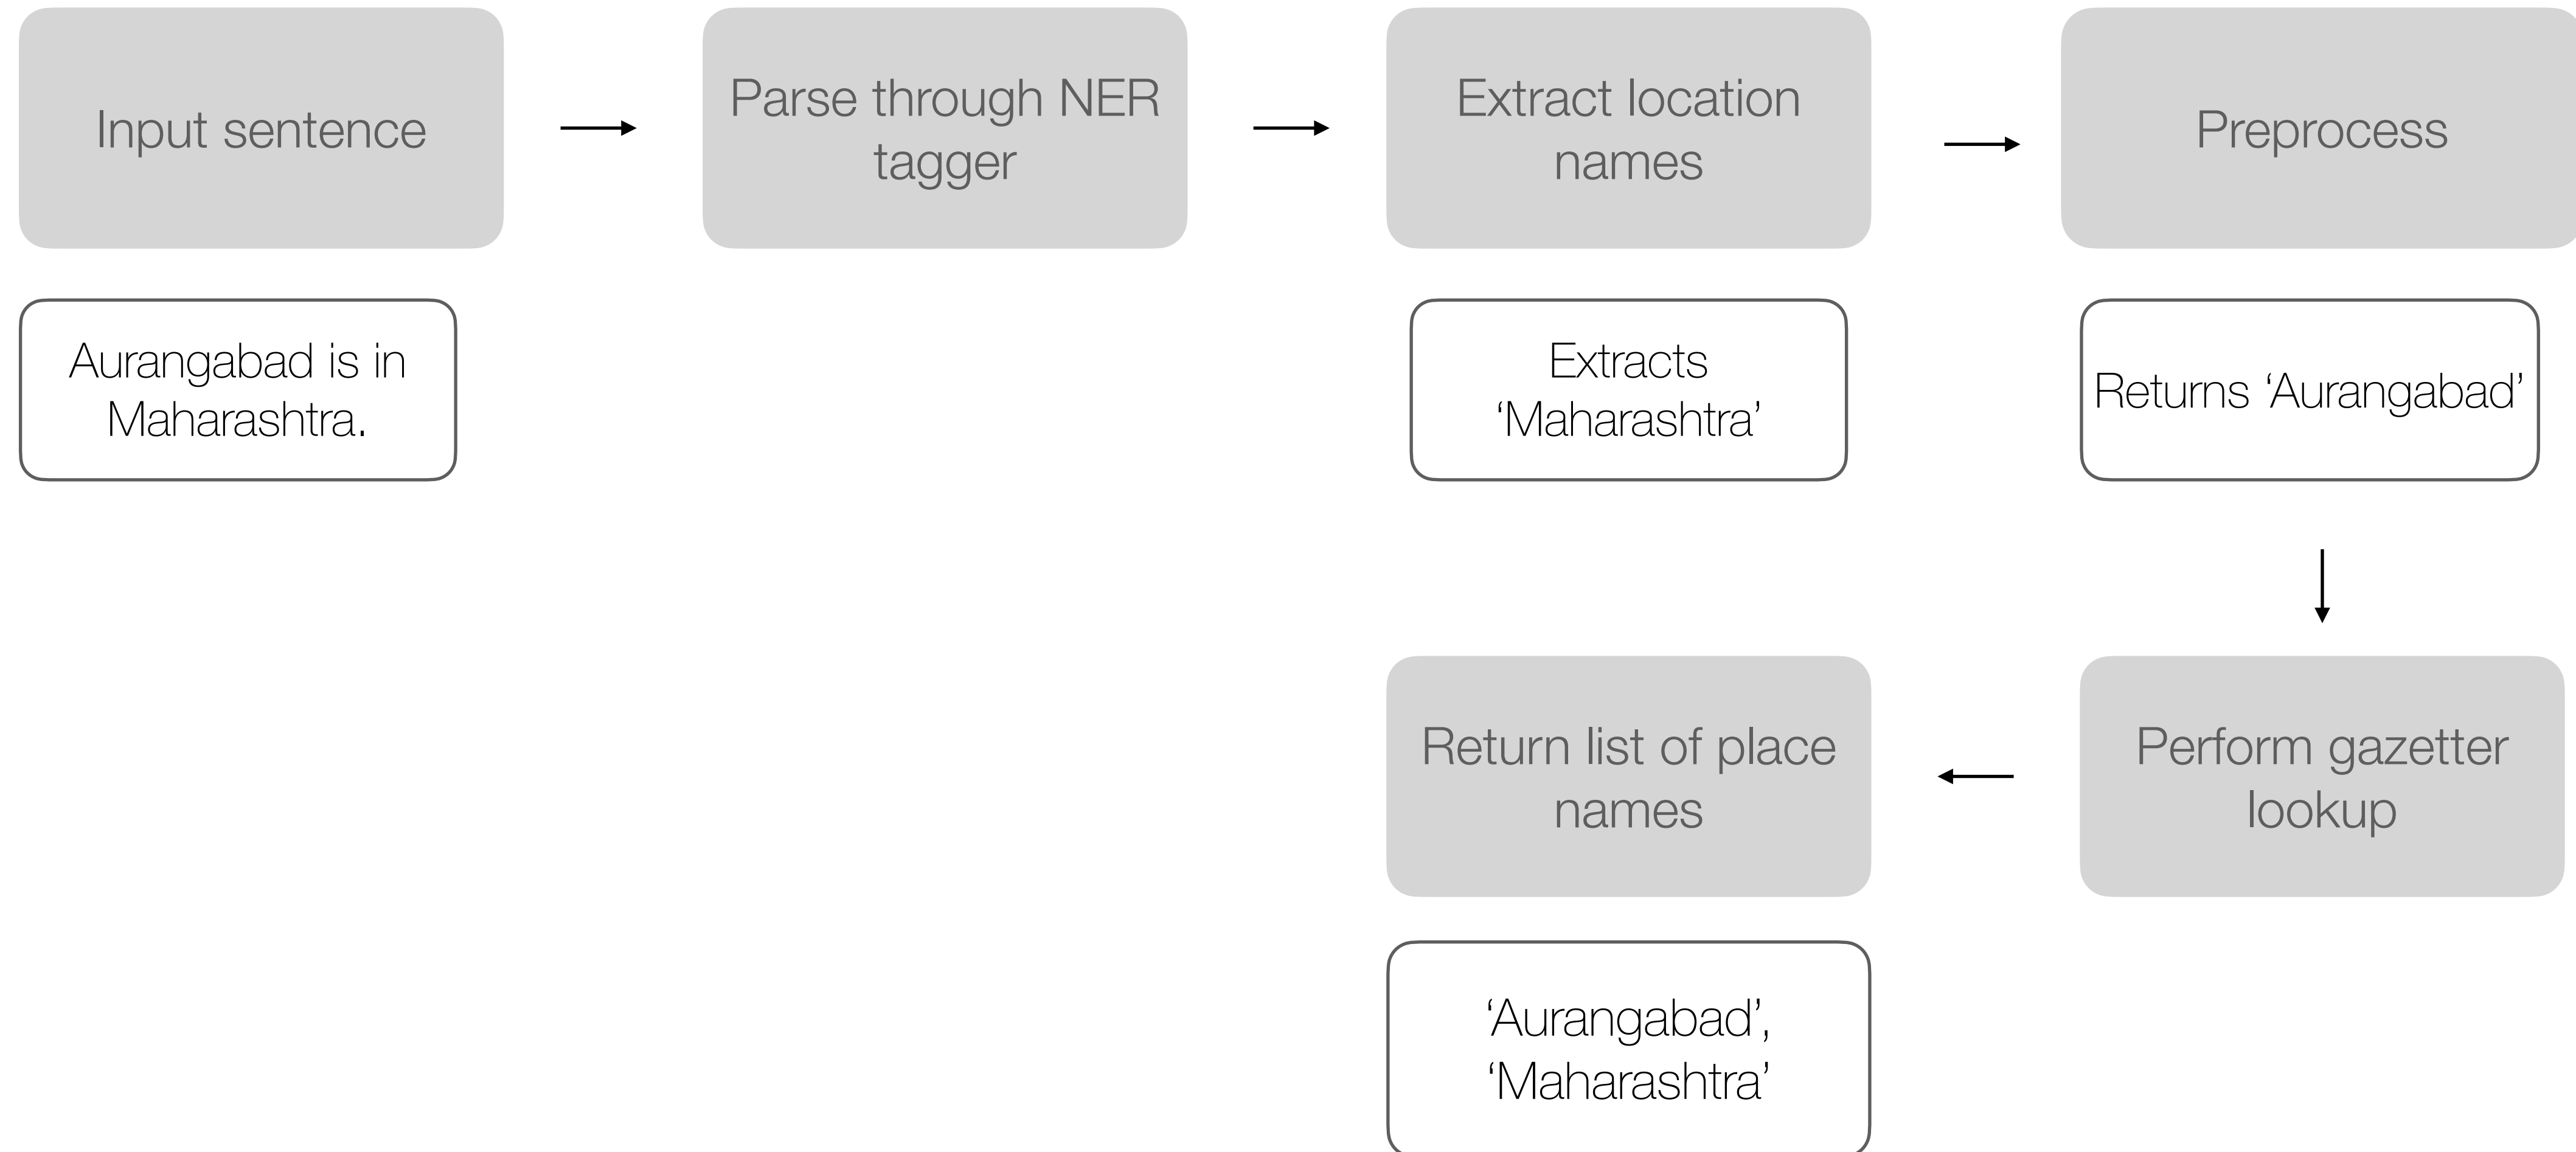 Input sentence
Parse through NER
tagger
Extract location
names
Preprocess
Aurangabad is in
Maharashtra.
Extracts
‘Maharashtra’
Returns ‘Aurangabad’
Return list of place
names
Perform gazetter
lookup
‘Aurangabad’,
‘Maharashtra’